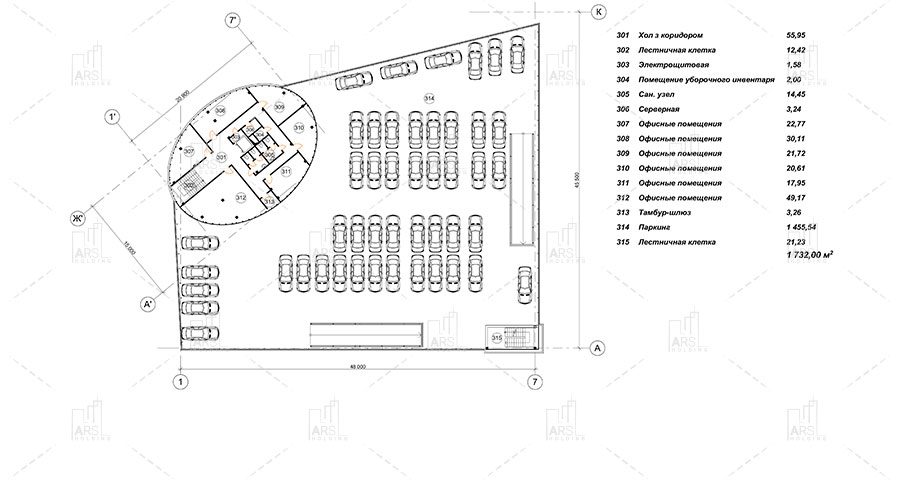 301 Хол з коридором 55,95
302 Лестничная клетка 12,42
303 Электрощитовая 1,58
304 Помещение уборочного инвентаря 2,00
305 Сан. узел 14,45
306 Серверная 3,24
307 Офисные помещения 22,77
308 Офисные помещения 30,11
309 Офисные помещения 21,72
310 Офисные помещения 20,61
311 Офисные помещения 17,95
312 Офисные помещения 49,17
313 Тамбур-шлюз 3,26
314 Паркинг 1 455,54
315 Лестничная клетка 21,23
1 732,00 м²
7'
К
1'
Ж'
А'
А
1
7
48 000
45 500
15 000
314
308
309
310
307
301
304
305
311
302
312
313
315
ARS
HOLDING